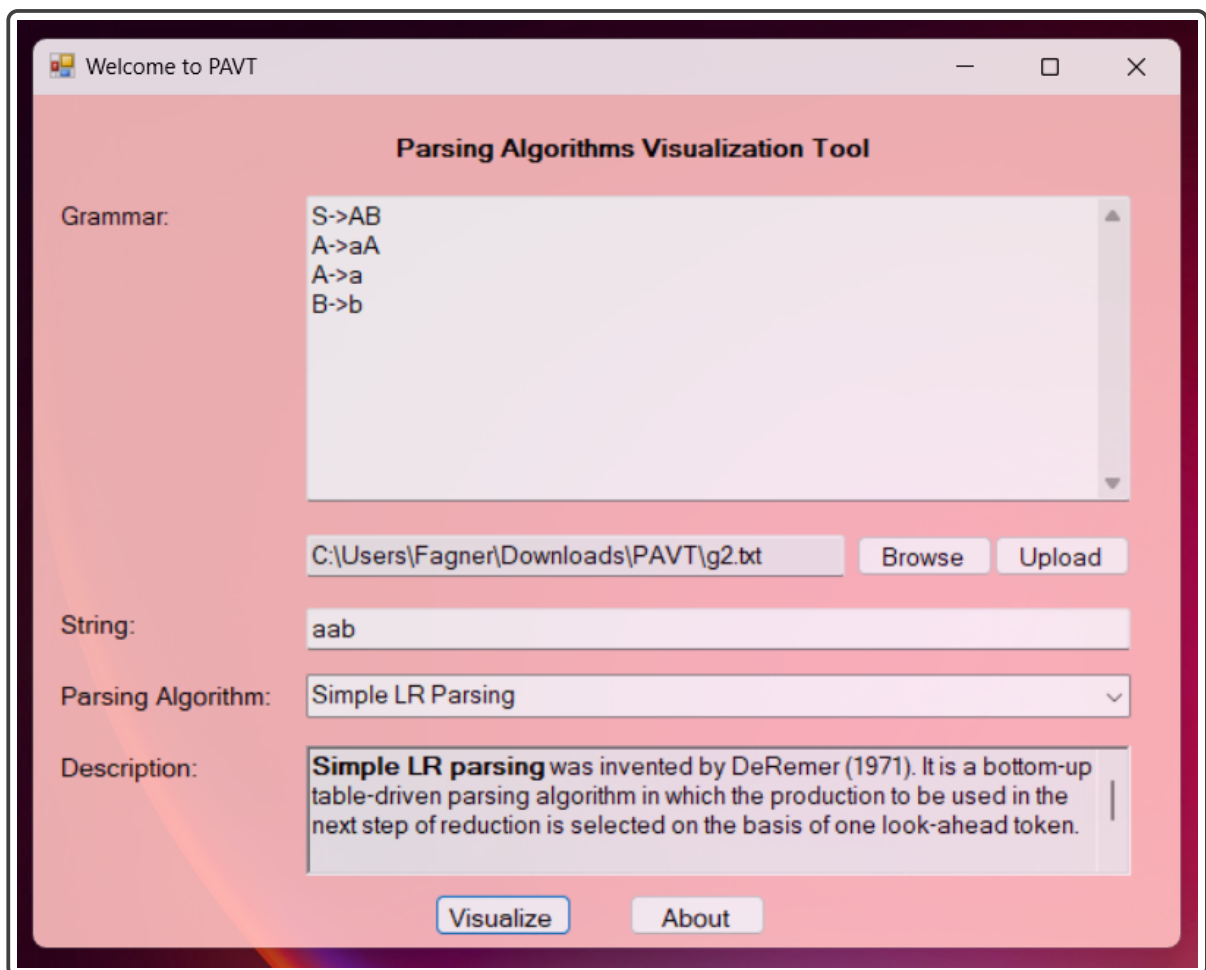 Welcome to PAVT
Parsing Algorithms Visualization Tool
Grammar:
S->AB
A->aA
A->a
B->b
C:\Users\Fagner\Downloads\PAVT\g2.txt
Browse
Upload
String:
aab
Parsing Algorithm:
Simple LR Parsing
Description:
Simple LR parsing was invented by DeRemer (1971). It is a bottom-up
table-driven parsing algorithm in which the production to be used in the
next step of reduction is selected on the basis of one look-ahead token.
Visualize
About